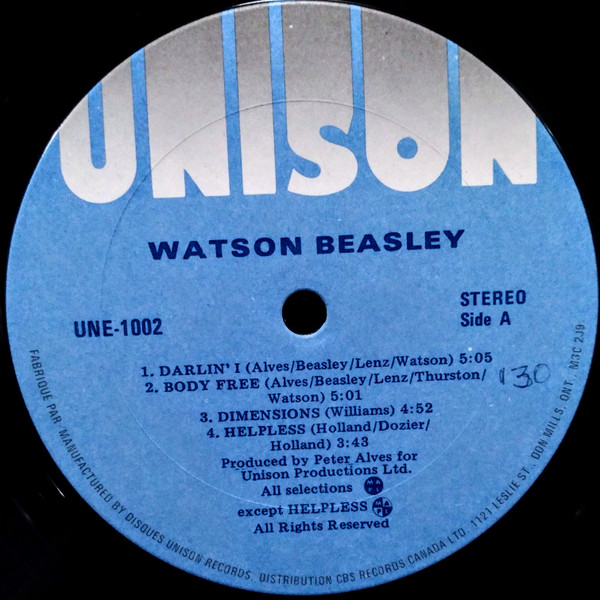 UNISON
WATSON BEASLEY
UNE-1002
STEREO
Side A
1. DARLIN' I (Alves/Beasley/Lenz/Watson) 5:05
2. BODY FREE (Alves/Beasley/Lenz/Thurston/
Watson) 5:01
130
3. DIMENSIONS (Williams) 4:52
4. HELPLESS (Holland/Dozier/
Holland) 3:43
Produced by Peter Alves for
Unison Productions Ltd.
All selections
except HELPLESS
All Rights Reserved
FABRIQUE PAR/MANUFACTURED BY DISQUES UNISON RECORDS, DISTRIBUTION CBS RECORDS CANADA LTD. 1121 LESLIE ST., DON MILLS, ONT., M3C 2J9